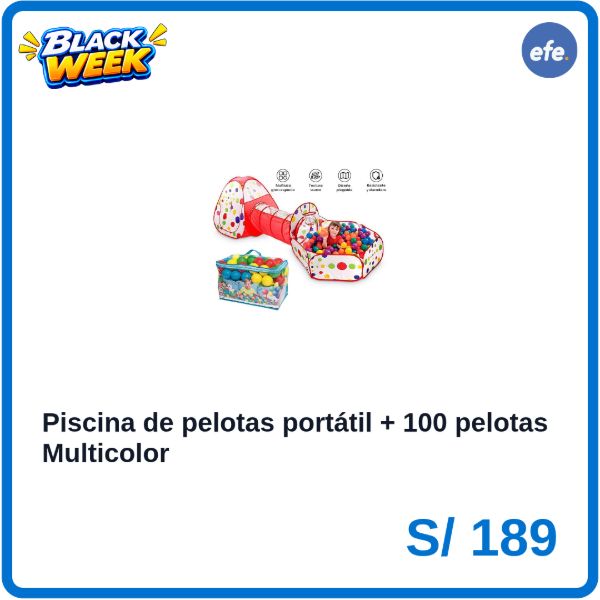 BLACK
WEEK
efe.
Piscina de pelotas portátil + 100 pelotas
Multicolor
S/ 189